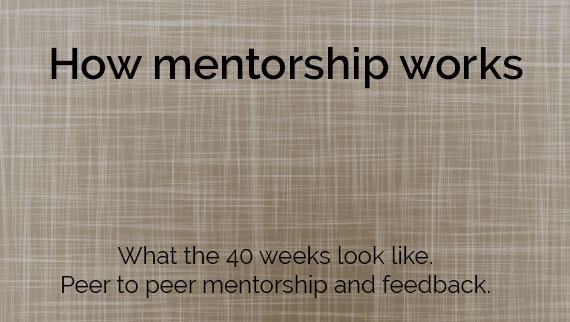 How mentorship works
What the 40 weeks look like.
Peer to peer mentorship and feedback.